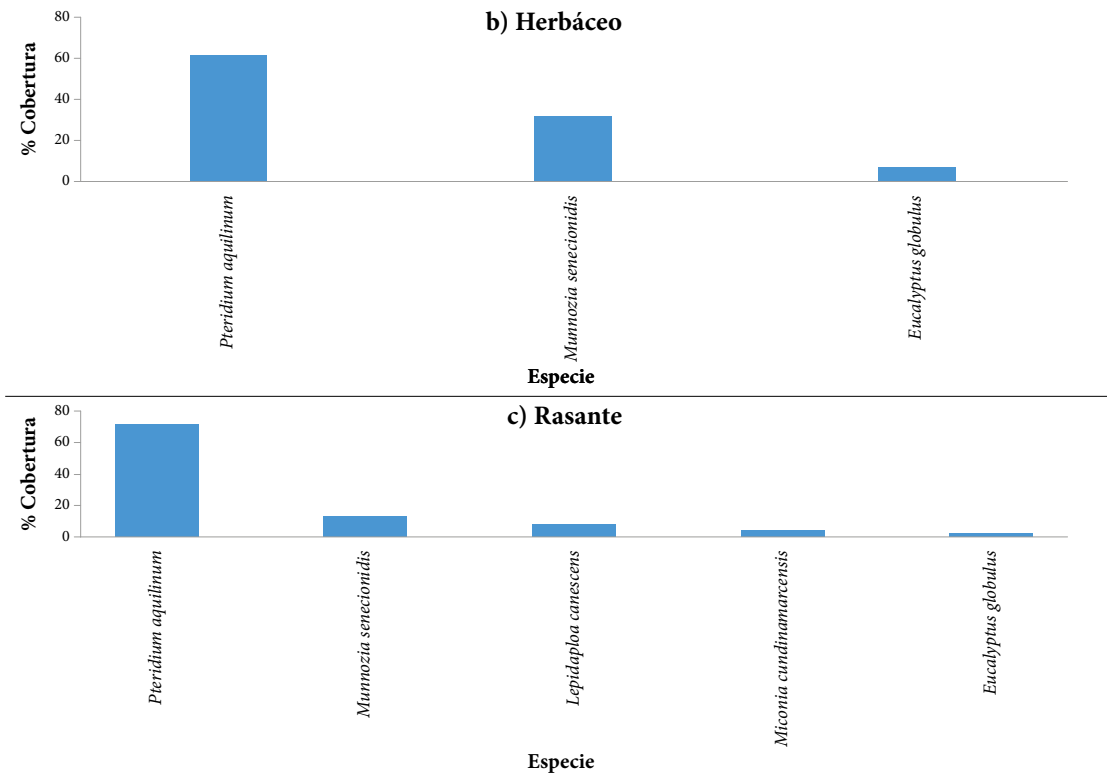 b) Herbáceo
% Cobertura
80
60
40
20
0
Pteridium aquilinum
Munnozia senecionidis
Eucalyptus globulus
Especie
c) Rasante
% Cobertura
80
60
40
20
0
Pteridium aquilinum
Munnozia senecionidis
Lepidaploa canescens
Miconia cundinamarcensis
Eucalyptus globulus
Especie